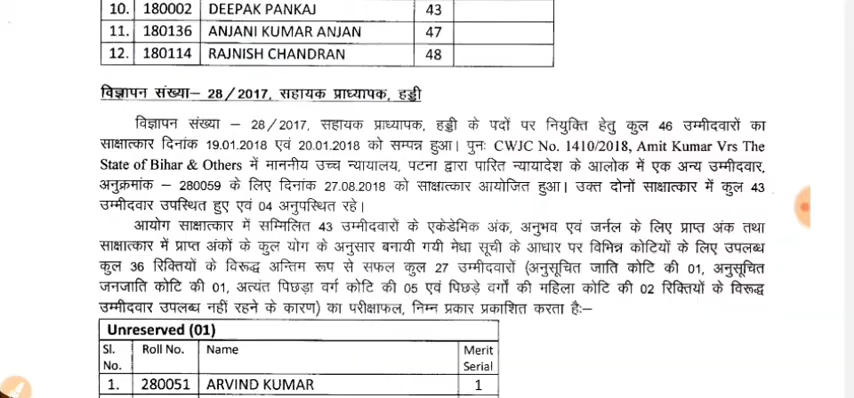 10. 180002 DEEPAK PANKAJ 43
11. 180136 ANJANI KUMAR ANJAN 47
12. 180114 RAJNISH CHANDRAN 48
विज्ञापन संख्या– 28/2017, सहायक प्राध्यापक, हड्डी
विज्ञापन संख्या – 28/2017, सहायक प्राध्यापक, हड्डी के पदों पर नियुक्ति हेतु कुल 46 उम्मीदवारों का
साक्षात्कार दिनांक 19.01.2018 एवं 20.01.2018 को सम्पन्न हुआ। पुनः CWJC No. 1410/2018, Amit Kumar Vrs The
State of Bihar & Others में माननीय उच्च न्यायालय, पटना द्वारा पारित न्यायादेश के आलोक में एक अन्य उम्मीदवार,
अनुक्रमांक – 280059 के लिए दिनांक 27.08.2018 को साक्षात्कार आयोजित हुआ। उक्त दोनों साक्षात्कार में कुल 43
उम्मीदवार उपस्थित हुए एवं 04 अनुपस्थित रहे।
आयोग साक्षात्कार में सम्मिलित 43 उम्मीदवारों के एकेडेमिक अंक, अनुभव एवं जर्नल के लिए प्राप्त अंक तथा
साक्षात्कार में प्राप्त अंकों के कुल योग के अनुसार बनायी गयी मेधा सूची के आधार पर विभिन्न कोटियों के लिए उपलब्ध
कुल 36 रिक्तियों के विरूद्ध अन्तिम रूप से सफल कुल 27 उम्मीदवारों (अनुसूचित जाति कोटि की 01, अनुसूचित
जनजाति कोटि की 01, अत्यंत पिछड़ा वर्ग कोटि की 05 एवं पिछड़े वर्गों की महिला कोटि की 02 रिक्तियों के विरूद्ध
उम्मीदवार उपलब्ध नहीं रहने के कारण) का परीक्षाफल, निम्न प्रकार प्रकाशित करता हैः–
Unreserved (01)
Sl. No. Roll No. Name Merit Serial
1. 280051 ARVIND KUMAR 1